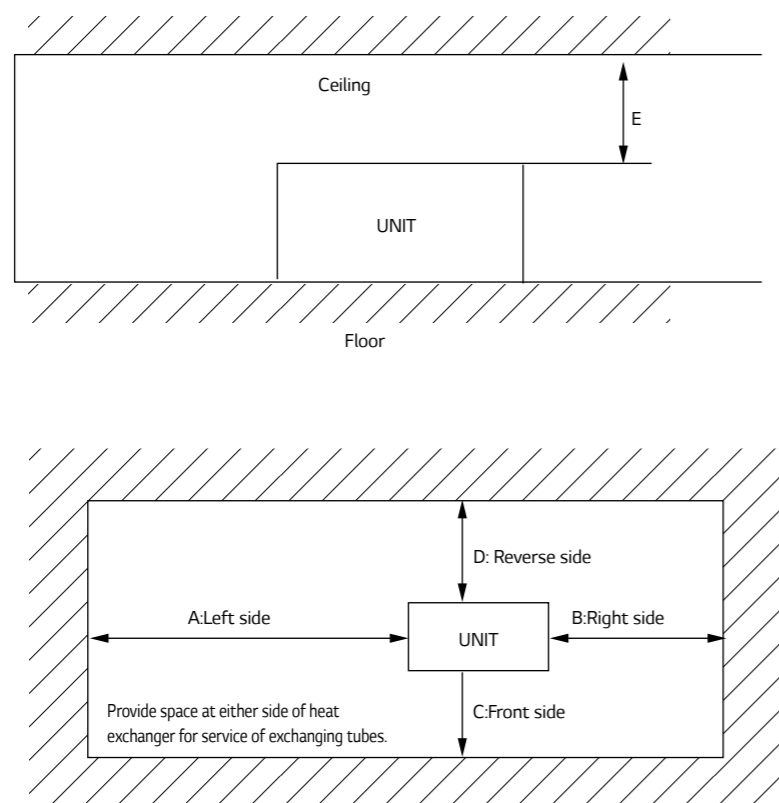 Ceiling
E
UNIT
Floor
D: Reverse side
A:Left side
UNIT
B:Right side
C:Front side
Provide space at either side of heat
exchanger for service of exchanging tubes.